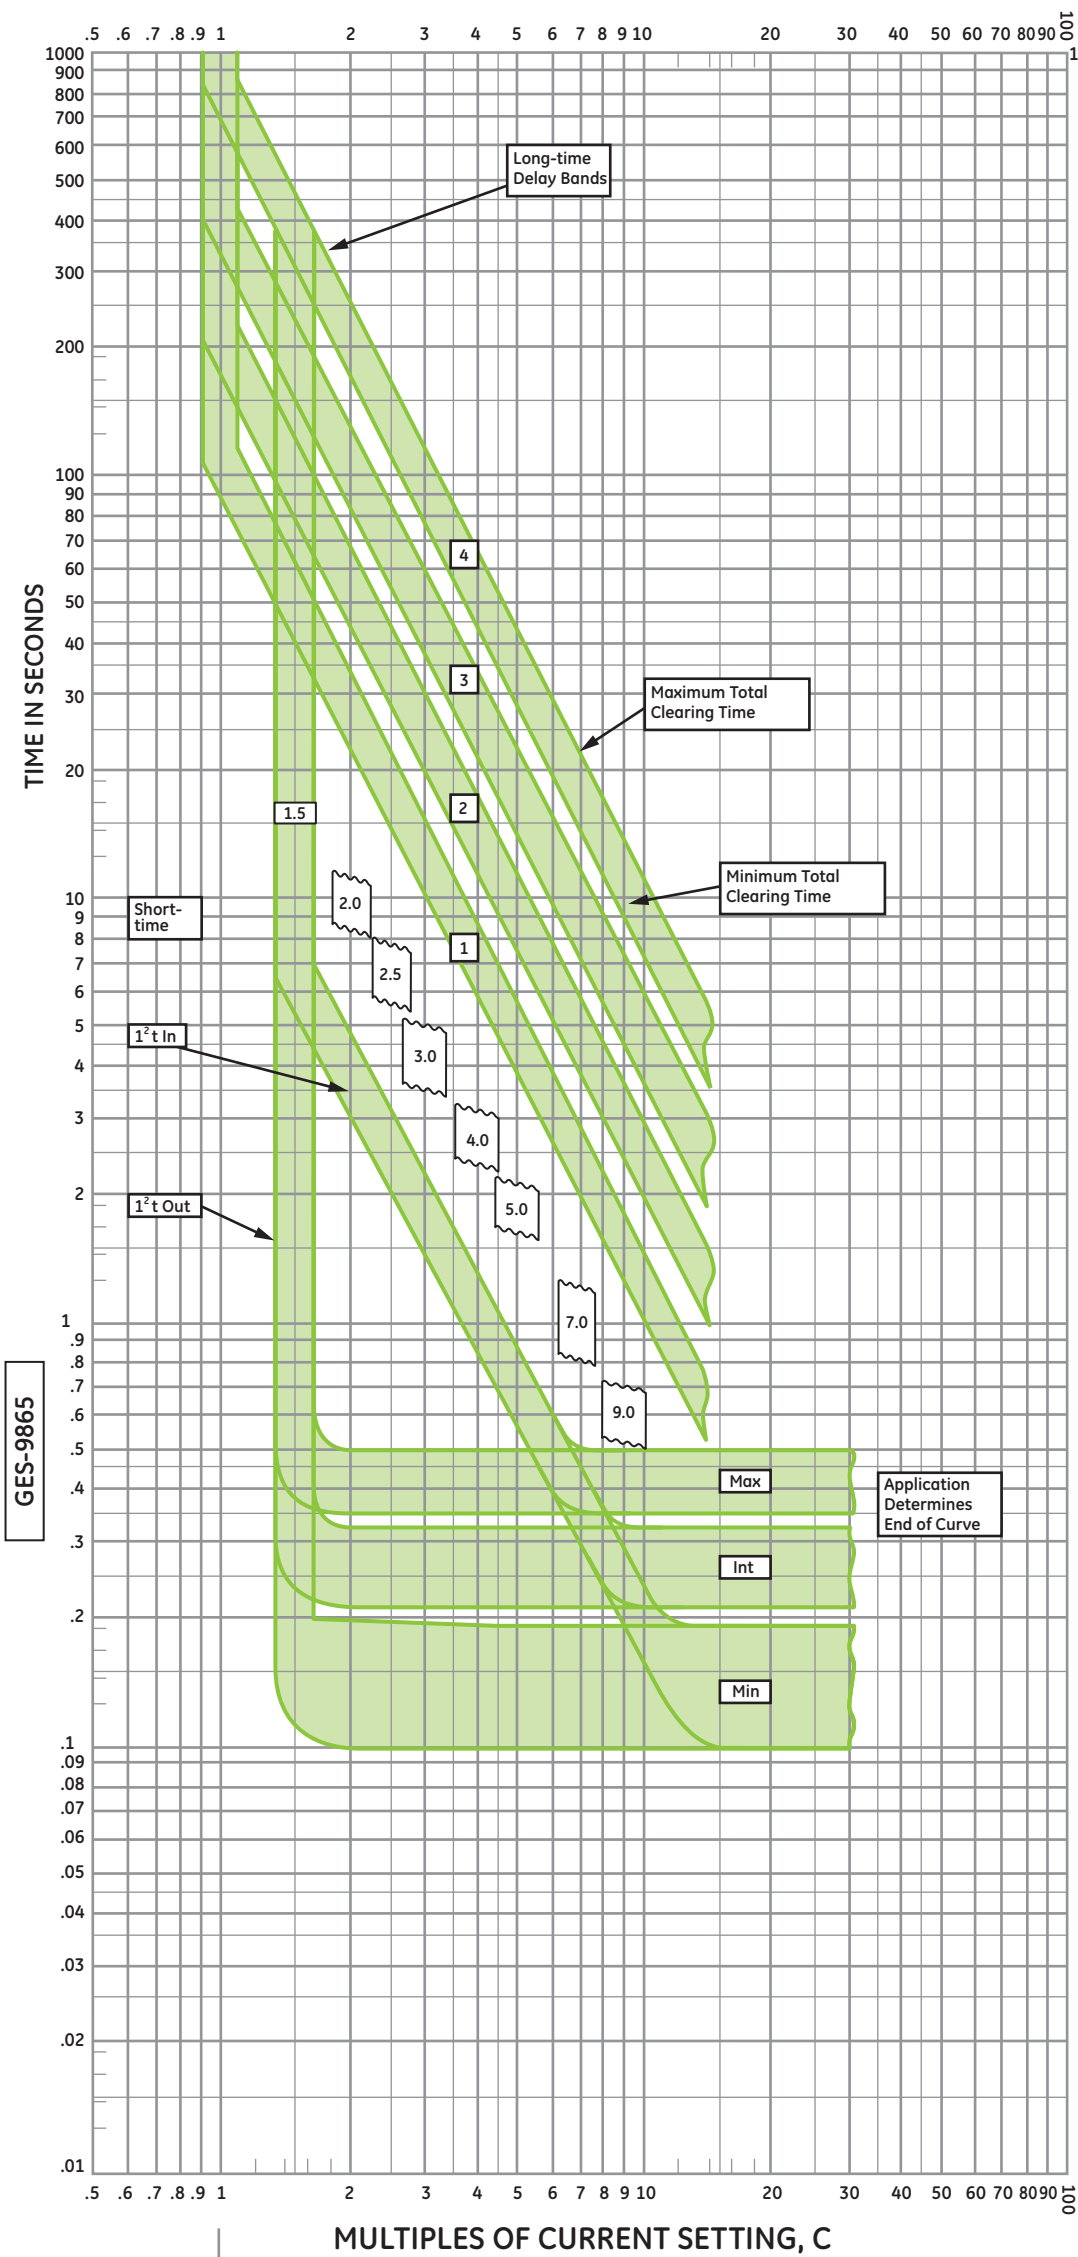 .5 .6 .7 .8 .9 1 2 3 4 5 6 7 8 9 10 20 30 40 50 60 70 80 90 100
1
1000
900
800
700
600
500
400
300
200
100
90
80
70
60
50
40
30
20
10
9
8
7
6
5
4
3
2
1
.9
.8
.7
.6
.5
.4
.3
.2
.1
.09
.08
.07
.06
.05
.04
.03
.02
.01
TIME IN SECONDS
GES-9865
Long-time
Delay Bands
4
3
Maximum Total
Clearing Time
1.5
2
Minimum Total
Clearing Time
Short-
time
2.0
1
2.5
1²t In
3.0
4.0
1²t Out
5.0
7.0
9.0
Max
Application
Determines
End of Curve
Int
Min
.5 .6 .7 .8 .9 1 2 3 4 5 6 7 8 9 10 20 30 40 50 60 70 80 90 100
MULTIPLES OF CURRENT SETTING, C